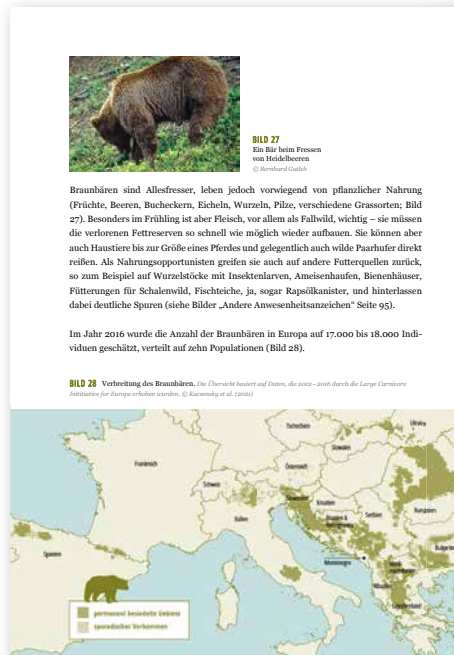 BILD 27
Ein Bär beim Fressen
von Heidelbeeren
© Bernhard Gutleb
Braunbären sind Allesfresser, leben jedoch vorwiegend von pflanzlicher Nahrung
(Früchte, Beeren, Bucheckern, Eicheln, Wurzeln, Pilze, verschiedene Grassorten; Bild
27). Besonders im Frühling ist aber Fleisch, vor allem als Fallwild, wichtig – sie müssen
die verlorenen Fettreserven so schnell wie möglich wieder aufbauen. Sie können aber
auch Haustiere bis zur Größe eines Pferdes und gelegentlich auch wilde Paarhufer direkt
reißen. Als Nahrungsopportunisten greifen sie auch auf andere Futterquellen zurück,
so zum Beispiel auf Wurzelstöcke mit Insektenlarven, Ameisenhaufen, Bienenhäuser,
Fütterungen für Schalenwild, Fischteiche, ja, sogar Rapsölkanister, und hinterlassen
dabei deutliche Spuren (siehe Bilder „Andere Anwesenheitsanzeichen“ Seite 95).
Im Jahr 2016 wurde die Anzahl der Braunbären in Europa auf 17.000 bis 18.000 Indi-
viduen geschätzt, verteilt auf zehn Populationen (Bild 28).
BILD 28 Verbreitung des Braunbären. Die Übersicht basiert auf Daten, die 2012–2016 durch die Large Carnivore
Inititiative for Europe erhoben wurden. © Kaczensky et al. (2021)
Tschechien
Ukraine
Slowakei
Frankreich
Österreich
Schweiz
Slowenien
Kroatien
Rumänien
Italien
Bosnien &
Serbien
Spanien
Montenegro
Bulgarien
Albanien
Griechenland
permanent besiedelte Gebiete
sporadisches Vorkommen